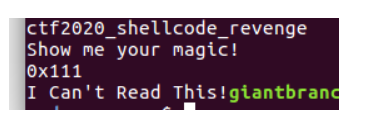 ctf2020_shellcode_revenge
Show me your magic!
0x111
I Can't Read This!giantbranc